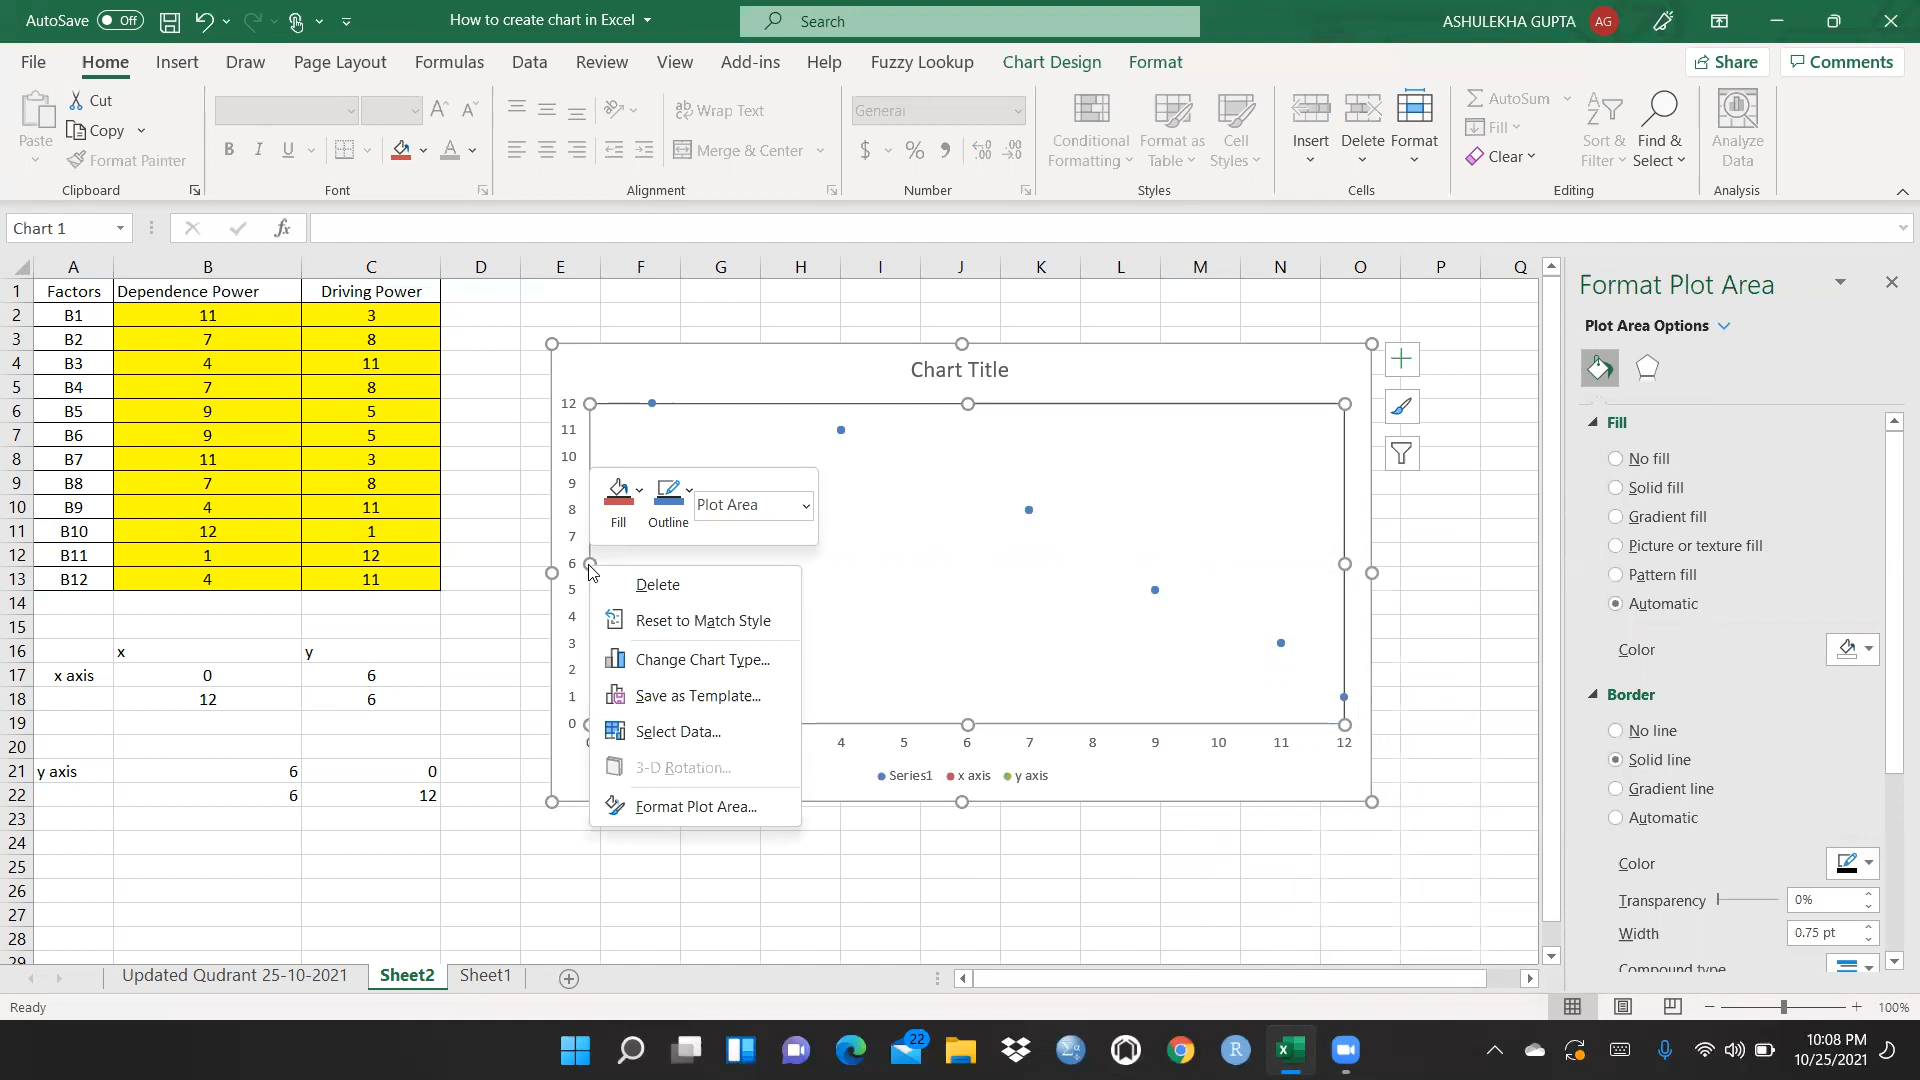 AutoSave Off How to create chart in Excel Search ASHULEKHA GUPTA AG
File Home Insert Draw Page Layout Formulas Data Review View Add-ins Help Fuzzy Lookup Chart Design Format Share Comments
Paste Cut Copy Format Painter Clipboard
B I U A A A Font
Wrap Text Merge & Center Alignment
General $ % Number
Conditional Formatting Format as Table Cell Styles Styles
Insert Delete Format Cells
AutoSum Fill Clear Sort & Filter Find & Select Editing
Analyze Data Analysis
Chart 1 fx
A B C D E F G H I J K L M N O P Q
1 Factors Dependence Power Driving Power
2 B1 11 3
3 B2 7 8
4 B3 4 11
5 B4 7 8
6 B5 9 5
7 B6 9 5
8 B7 11 3
9 B8 7 8
10 B9 4 11
11 B10 12 1
12 B11 1 12
13 B12 4 11
14
15
16 x y
17 x axis 0 6
18 12 6
19
20
21 y axis 6 0
22 6 12
23
24
25
26
27
28
29
Chart Title
12
11
10
9
8
7
6
5
4
3
2
1
0
4 5 6 7 8 9 10 11 12
Series1 x axis y axis
Fill Outline Plot Area
Delete
Reset to Match Style
Change Chart Type...
Save as Template...
Select Data...
3-D Rotation...
Format Plot Area...
Format Plot Area
Plot Area Options
Fill
No fill
Solid fill
Gradient fill
Picture or texture fill
Pattern fill
Automatic
Color
Border
No line
Solid line
Gradient line
Automatic
Color
Transparency 0%
Width 0.75 pt
Compound type
Updated Qudrant 25-10-2021 Sheet2 Sheet1
Ready 100%
22 R 10:08 PM
10/25/2021